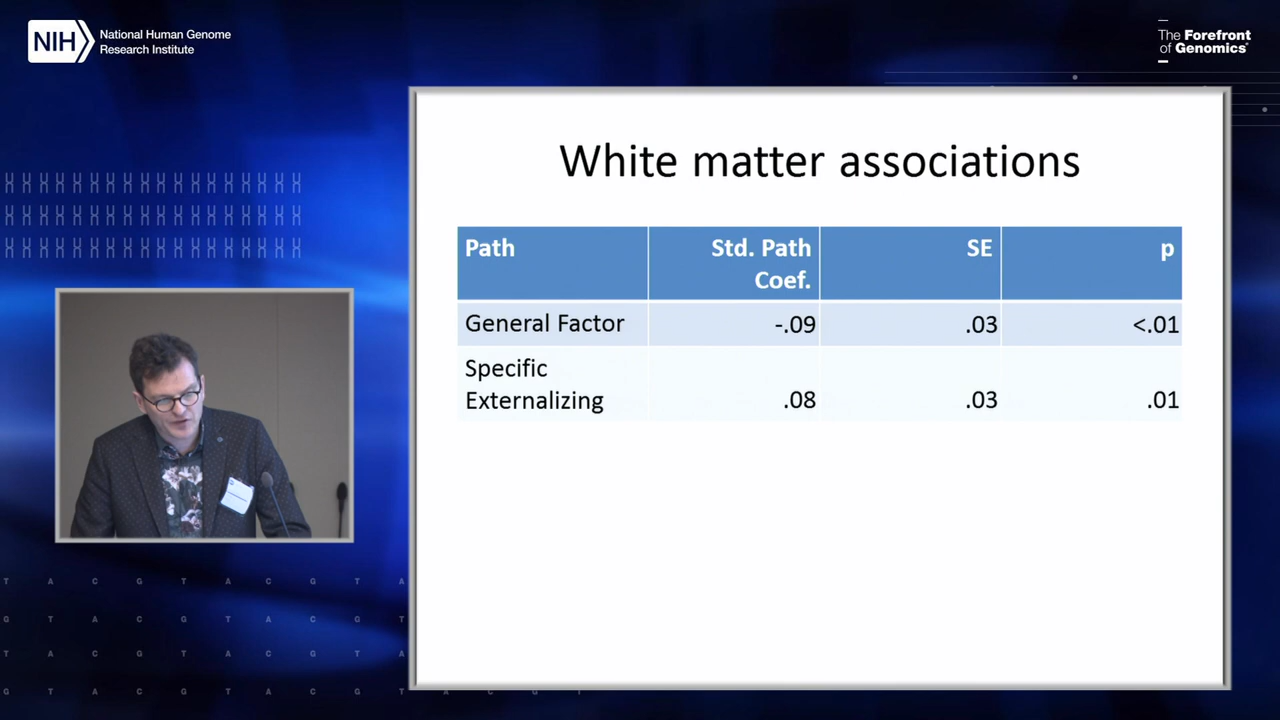 NIH
National Human Genome
Research Institute
The Forefront
of Genomics®
White matter associations
Path
Std. Path
Coef.
SE
p
General Factor
-.09
.03
<.01
Specific
Externalizing
.08
.03
.01
T A C G T A C G T A
G T A C G T A C G T
T A C G T A C G T A
G T A C G T A C G T A C G T